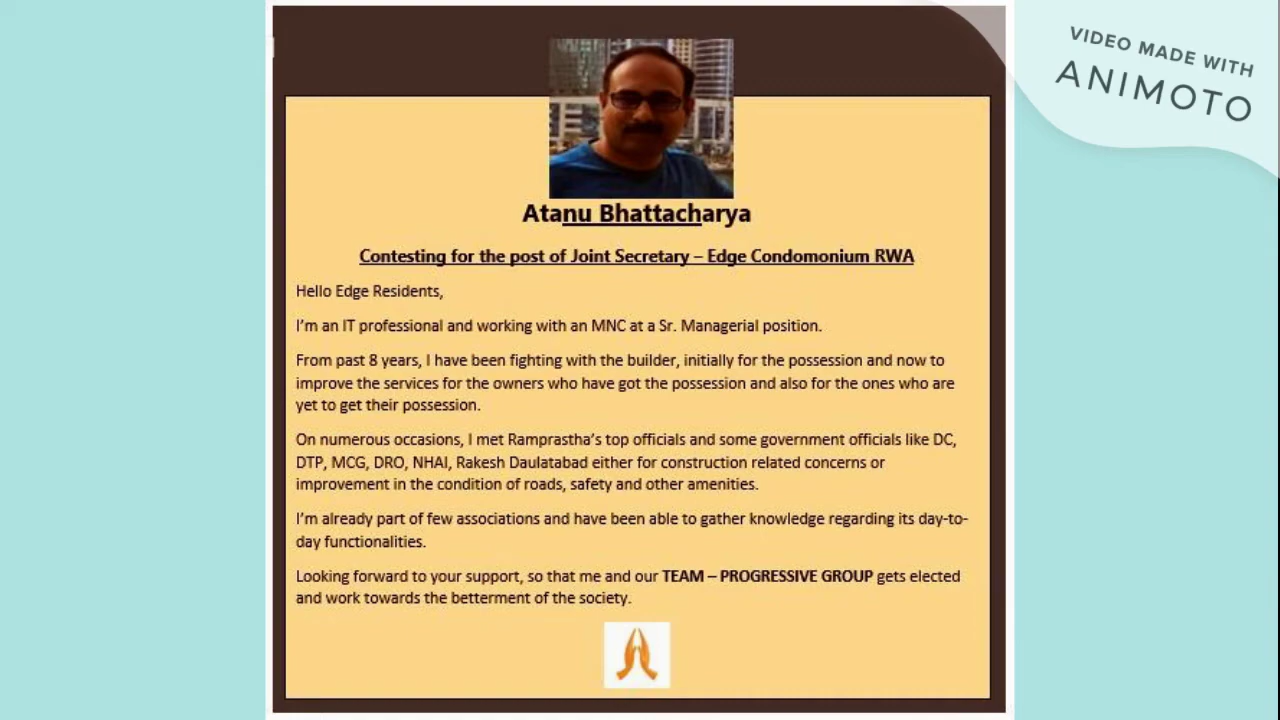 VIDEO MADE WITH
ANIMOTO
Atanu Bhattacharya
Contesting for the post of Joint Secretary – Edge Condomonium RWA
Hello Edge Residents,
I'm an IT professional and working with an MNC at a Sr. Managerial position.
From past 8 years, I have been fighting with the builder, initially for the possession and now to
improve the services for the owners who have got the possession and also for the ones who are
yet to get their possession.
On numerous occasions, I met Ramprastha's top officials and some government officials like DC,
DTP, MCG, DRO, NHAI, Rakesh Daulatabad either for construction related concerns or
improvement in the condition of roads, safety and other amenities.
I'm already part of few associations and have been able to gather knowledge regarding its day-to-
day functionalities.
Looking forward to your support, so that me and our TEAM – PROGRESSIVE GROUP gets elected
and work towards the betterment of the society.